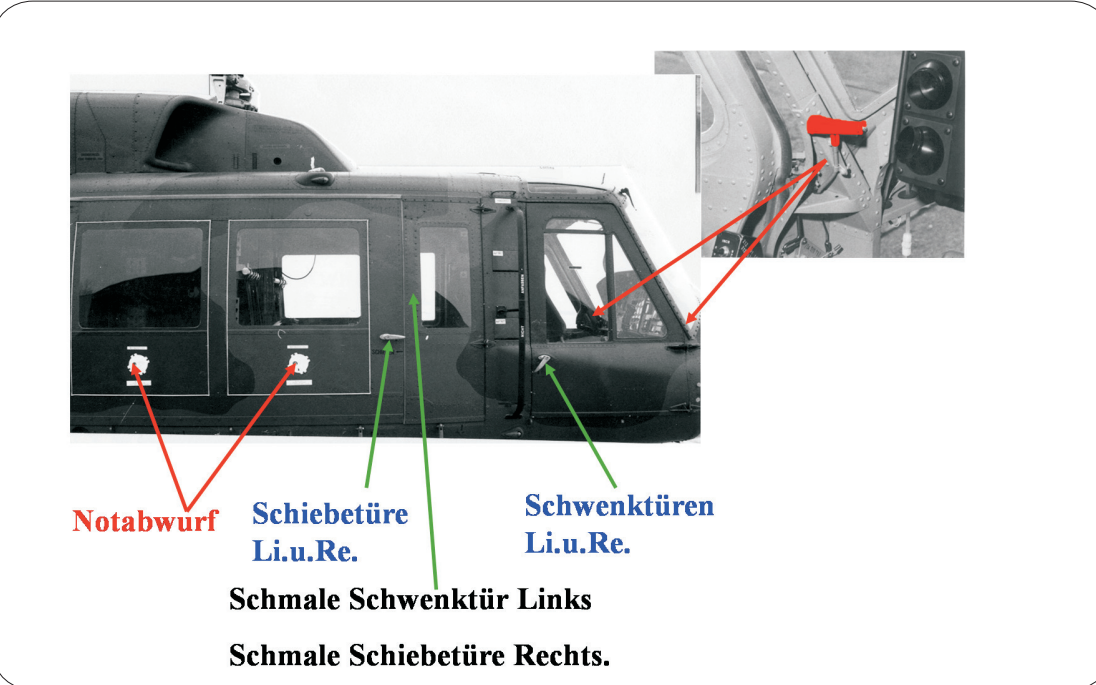 Notabwurf
Schiebetüre
Li.u.Re.
Schwenktüren
Li.u.Re.
Schmale Schwenktür Links
Schmale Schiebetüre Rechts.